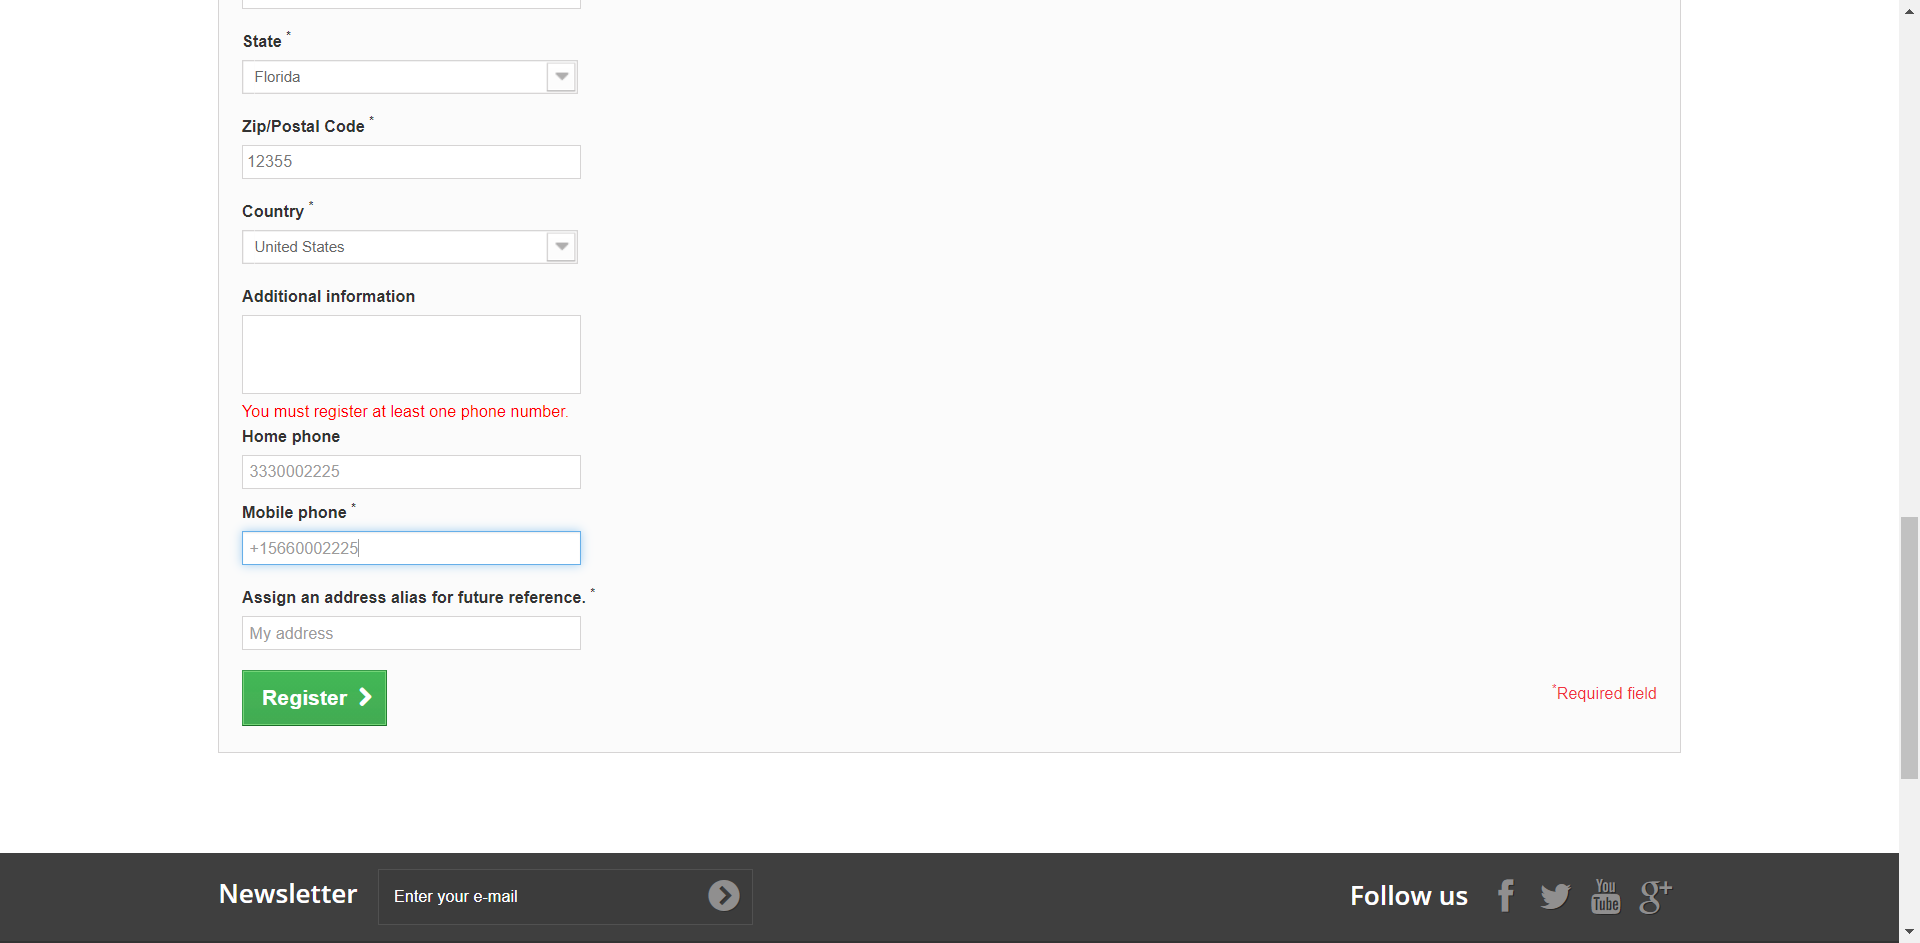 State *
Florida
Zip/Postal Code *
12355
Country *
United States
Additional information
You must register at least one phone number.
Home phone
3330002225
Mobile phone *
+15660002225
Assign an address alias for future reference. *
My address
Register
*Required field
Newsletter
Enter your e-mail
Follow us
You
Tube
g+